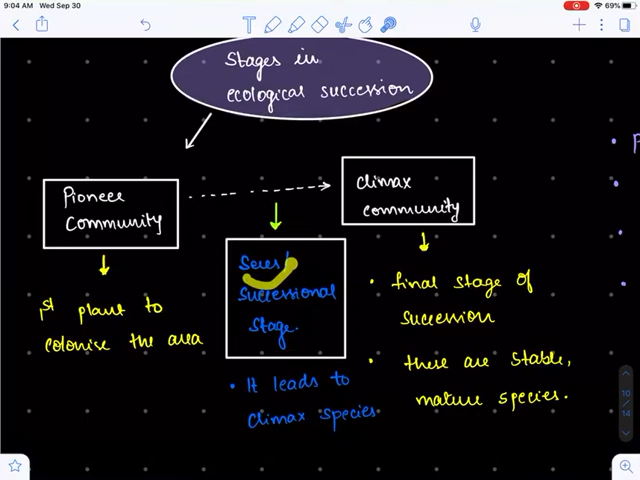 9:04 AM Wed Sep 30
69%
Stages in
ecological succession
Pioneer
Community
Climax
community
Seres/
Successional
Stage.
1st plant to
colonise the area
• final stage of
succession
• these are stable,
mature species.
• It leads to
climax species
10
14